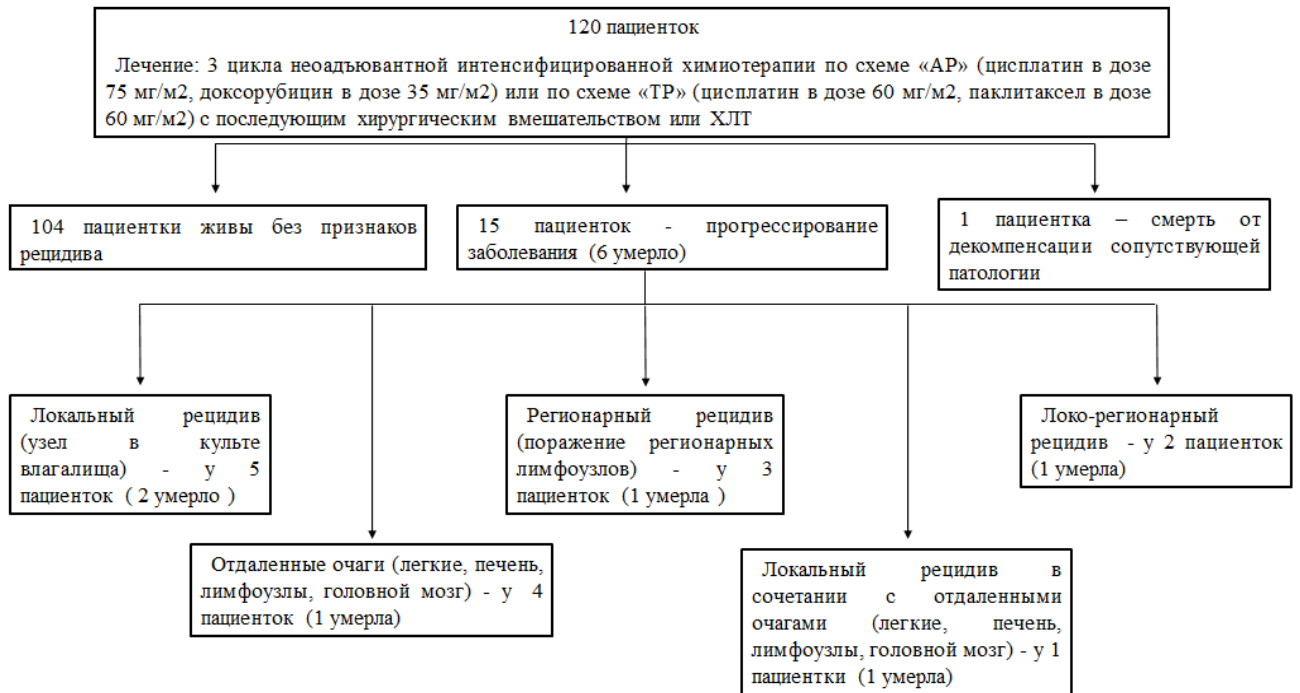 120 пациенток
Лечение: 3 цикла неоадъювантной интенсифицированной химиотерапии по схеме «АР» (цисплатин в дозе
75 мг/м2, доксорубицин в дозе 35 мг/м2) или по схеме «ТР» (цисплатин в дозе 60 мг/м2, паклитаксел в дозе
60 мг/м2) с последующим хирургическим вмешательством или ХЛТ
104 пациентки живы без признаков
рецидива
15 пациенток - прогрессирование
заболевания (6 умерло)
1 пациентка – смерть от
декомпенсации сопутствующей
патологии
Локальный рецидив
(узел в культе
влагалища) - у 5
пациенток ( 2 умерло )
Регионарный рецидив
(поражение регионарных
лимфоузлов) - у 3
пациенток (1 умерла )
Локо-регионарный
рецидив - у 2 пациенток
(1 умерла)
Отдаленные очаги (легкие, печень,
лимфоузлы, головной мозг) - у 4
пациенток (1 умерла)
Локальный рецидив в
сочетании с отдаленными
очагами (легкие, печень,
лимфоузлы, головной мозг) - у 1
пациентки (1 умерла)